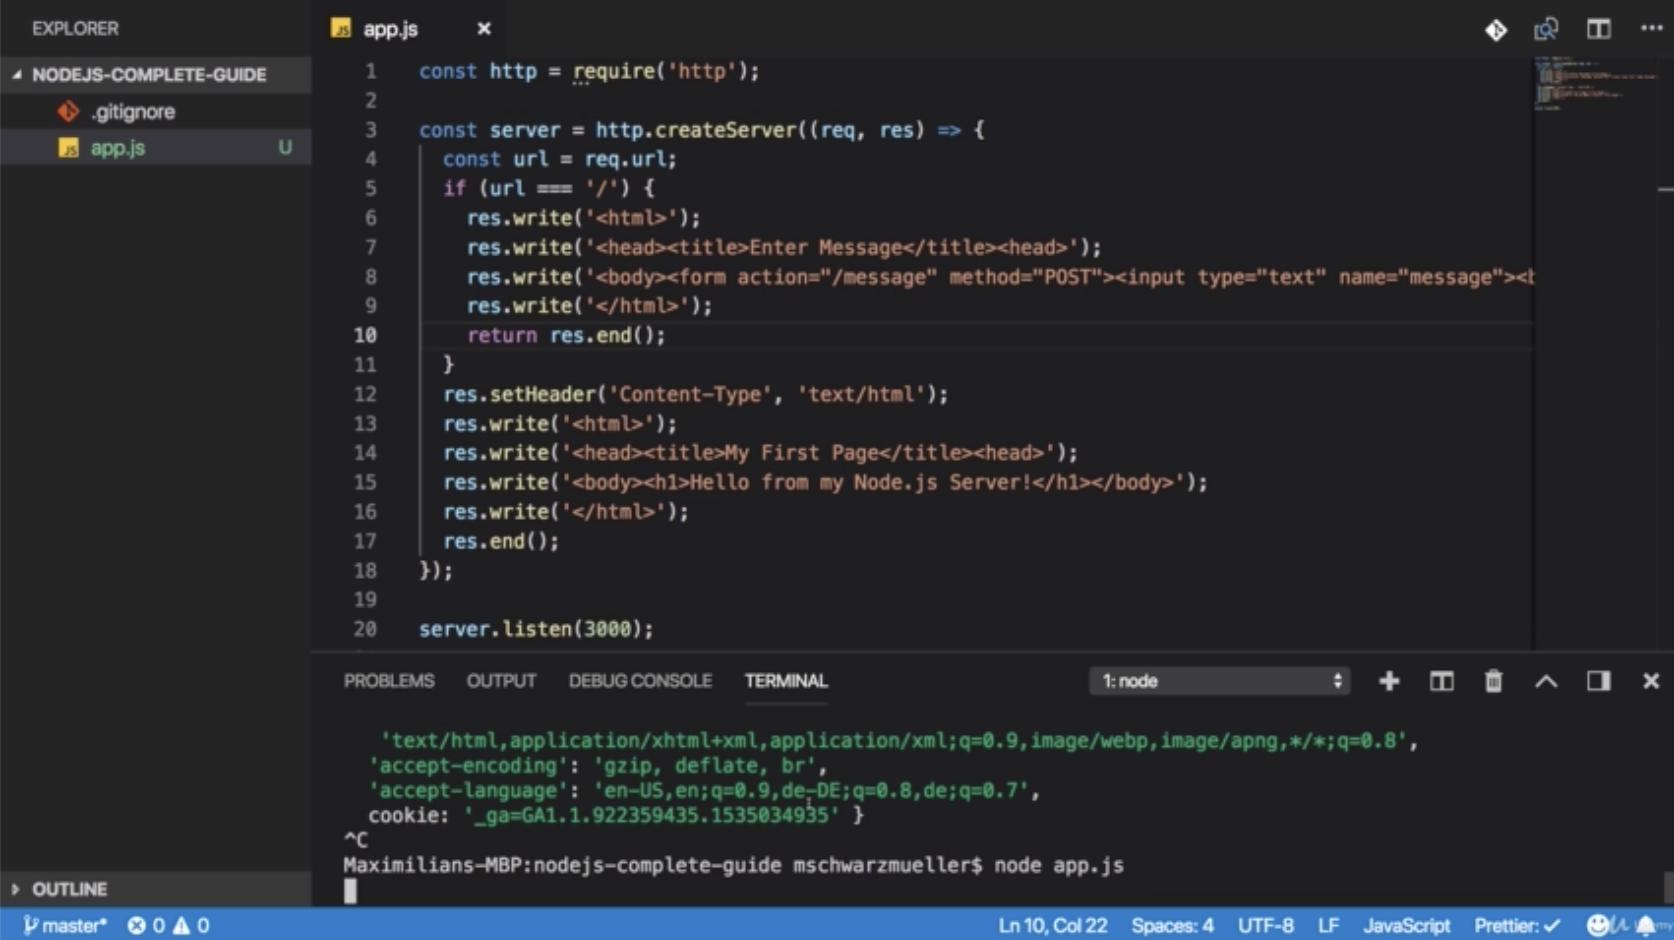 EXPLORER
app.js
NODEJS-COMPLETE-GUIDE
.gitignore
app.js U
1 const http = require('http');
2
3 const server = http.createServer((req, res) => {
4 const url = req.url;
5 if (url === '/') {
6 res.write('<html>');
7 res.write('<head><title>Enter Message</title><head>');
8 res.write('<body><form action="/message" method="POST"><input type="text" name="message"><b
9 res.write('</html>');
10 return res.end();
11 }
12 res.setHeader('Content-Type', 'text/html');
13 res.write('<html>');
14 res.write('<head><title>My First Page</title><head>');
15 res.write('<body><h1>Hello from my Node.js Server!</h1></body>');
16 res.write('</html>');
17 res.end();
18 });
19
20 server.listen(3000);
PROBLEMS OUTPUT DEBUG CONSOLE TERMINAL 1: node
'text/html,application/xhtml+xml,application/xml;q=0.9,image/webp,image/apng,*/*;q=0.8',
'accept-encoding': 'gzip, deflate, br',
'accept-language': 'en-US,en;q=0.9,de-DE;q=0.8,de;q=0.7',
cookie: '_ga=GA1.1.922359435.1535034935' }
^C
Maximilians-MBP:nodejs-complete-guide mschwarzmueller$ node app.js
OUTLINE
master* 0 0 Ln 10, Col 22 Spaces: 4 UTF-8 LF JavaScript Prettier: ✓